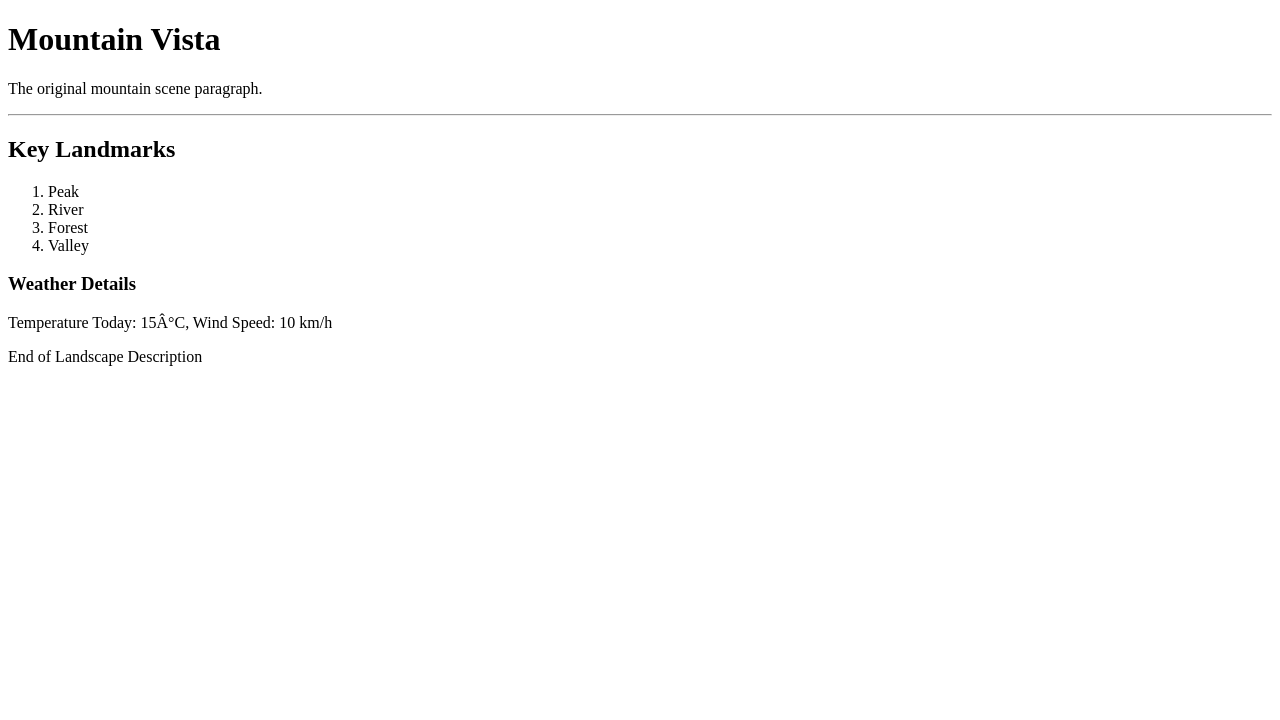 Mountain Vista
The original mountain scene paragraph.
Key Landmarks
1. Peak
2. River
3. Forest
4. Valley
Weather Details
Temperature Today: 15Â°C, Wind Speed: 10 km/h
End of Landscape Description